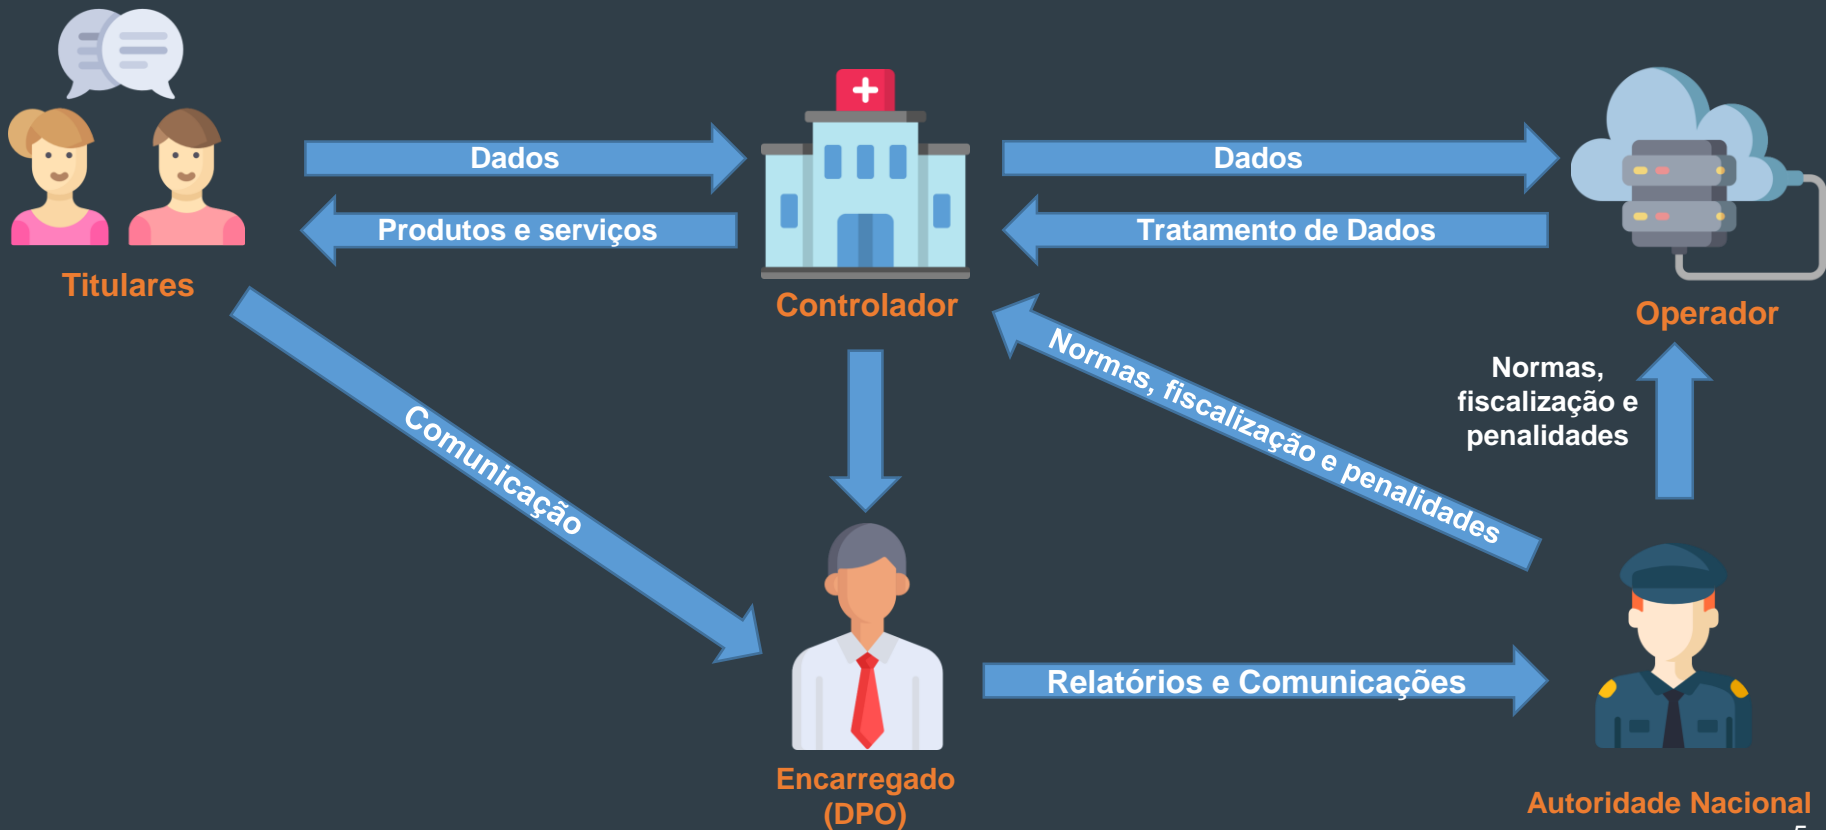 Dados
Dados
Produtos e serviços
Tratamento de Dados
Titulares
Controlador
Operador
Normas, fiscalização e penalidades
Normas,
fiscalização e
penalidades
Comunicação
Relatórios e Comunicações
Encarregado
(DPO)
Autoridade Nacional